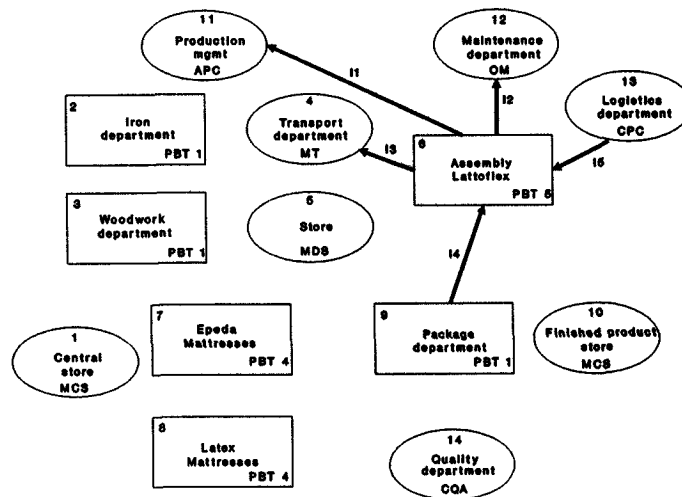 11
Production
mgmt
APC
12
Maintenance
department
OM
13
Logistics
department
CPC
I1
I2
2
Iron
department
PBT 1
4
Transport
department
MT
I3
6
Assembly
Lattoflex
PBT 5
I5
3
Woodwork
department
PBT 1
5
Store
MDS
I4
1
Central
store
MCS
7
Epeda
Mattresses
PBT 4
9
Package
department
PBT 1
10
Finished product
store
MCS
8
Latex
Mattresses
PBT 4
14
Quality
department
CQA